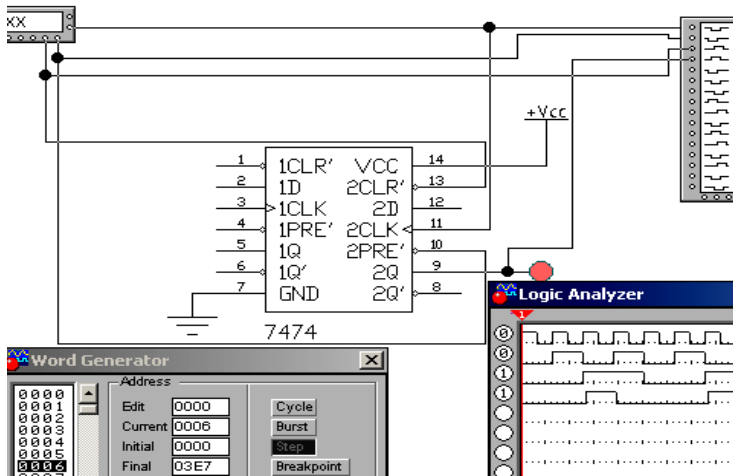 XX
+Vcc
1 1CLR' VCC 14
2 1D 2CLR' 13
3 1CLK 2D 12
4 1PRE' 2CLK 11
5 1Q 2PRE' 10
6 1Q' 2Q 9
7 GND 2Q' 8
7474
Logic Analyzer
1
0
0
1
1
Word Generator
Address
0000
0001
0002
0003
0004
0005
0006
Edit 0000 Cycle
Current 0006 Burst
Initial 0000 Step
Final 03E7 Breakpoint